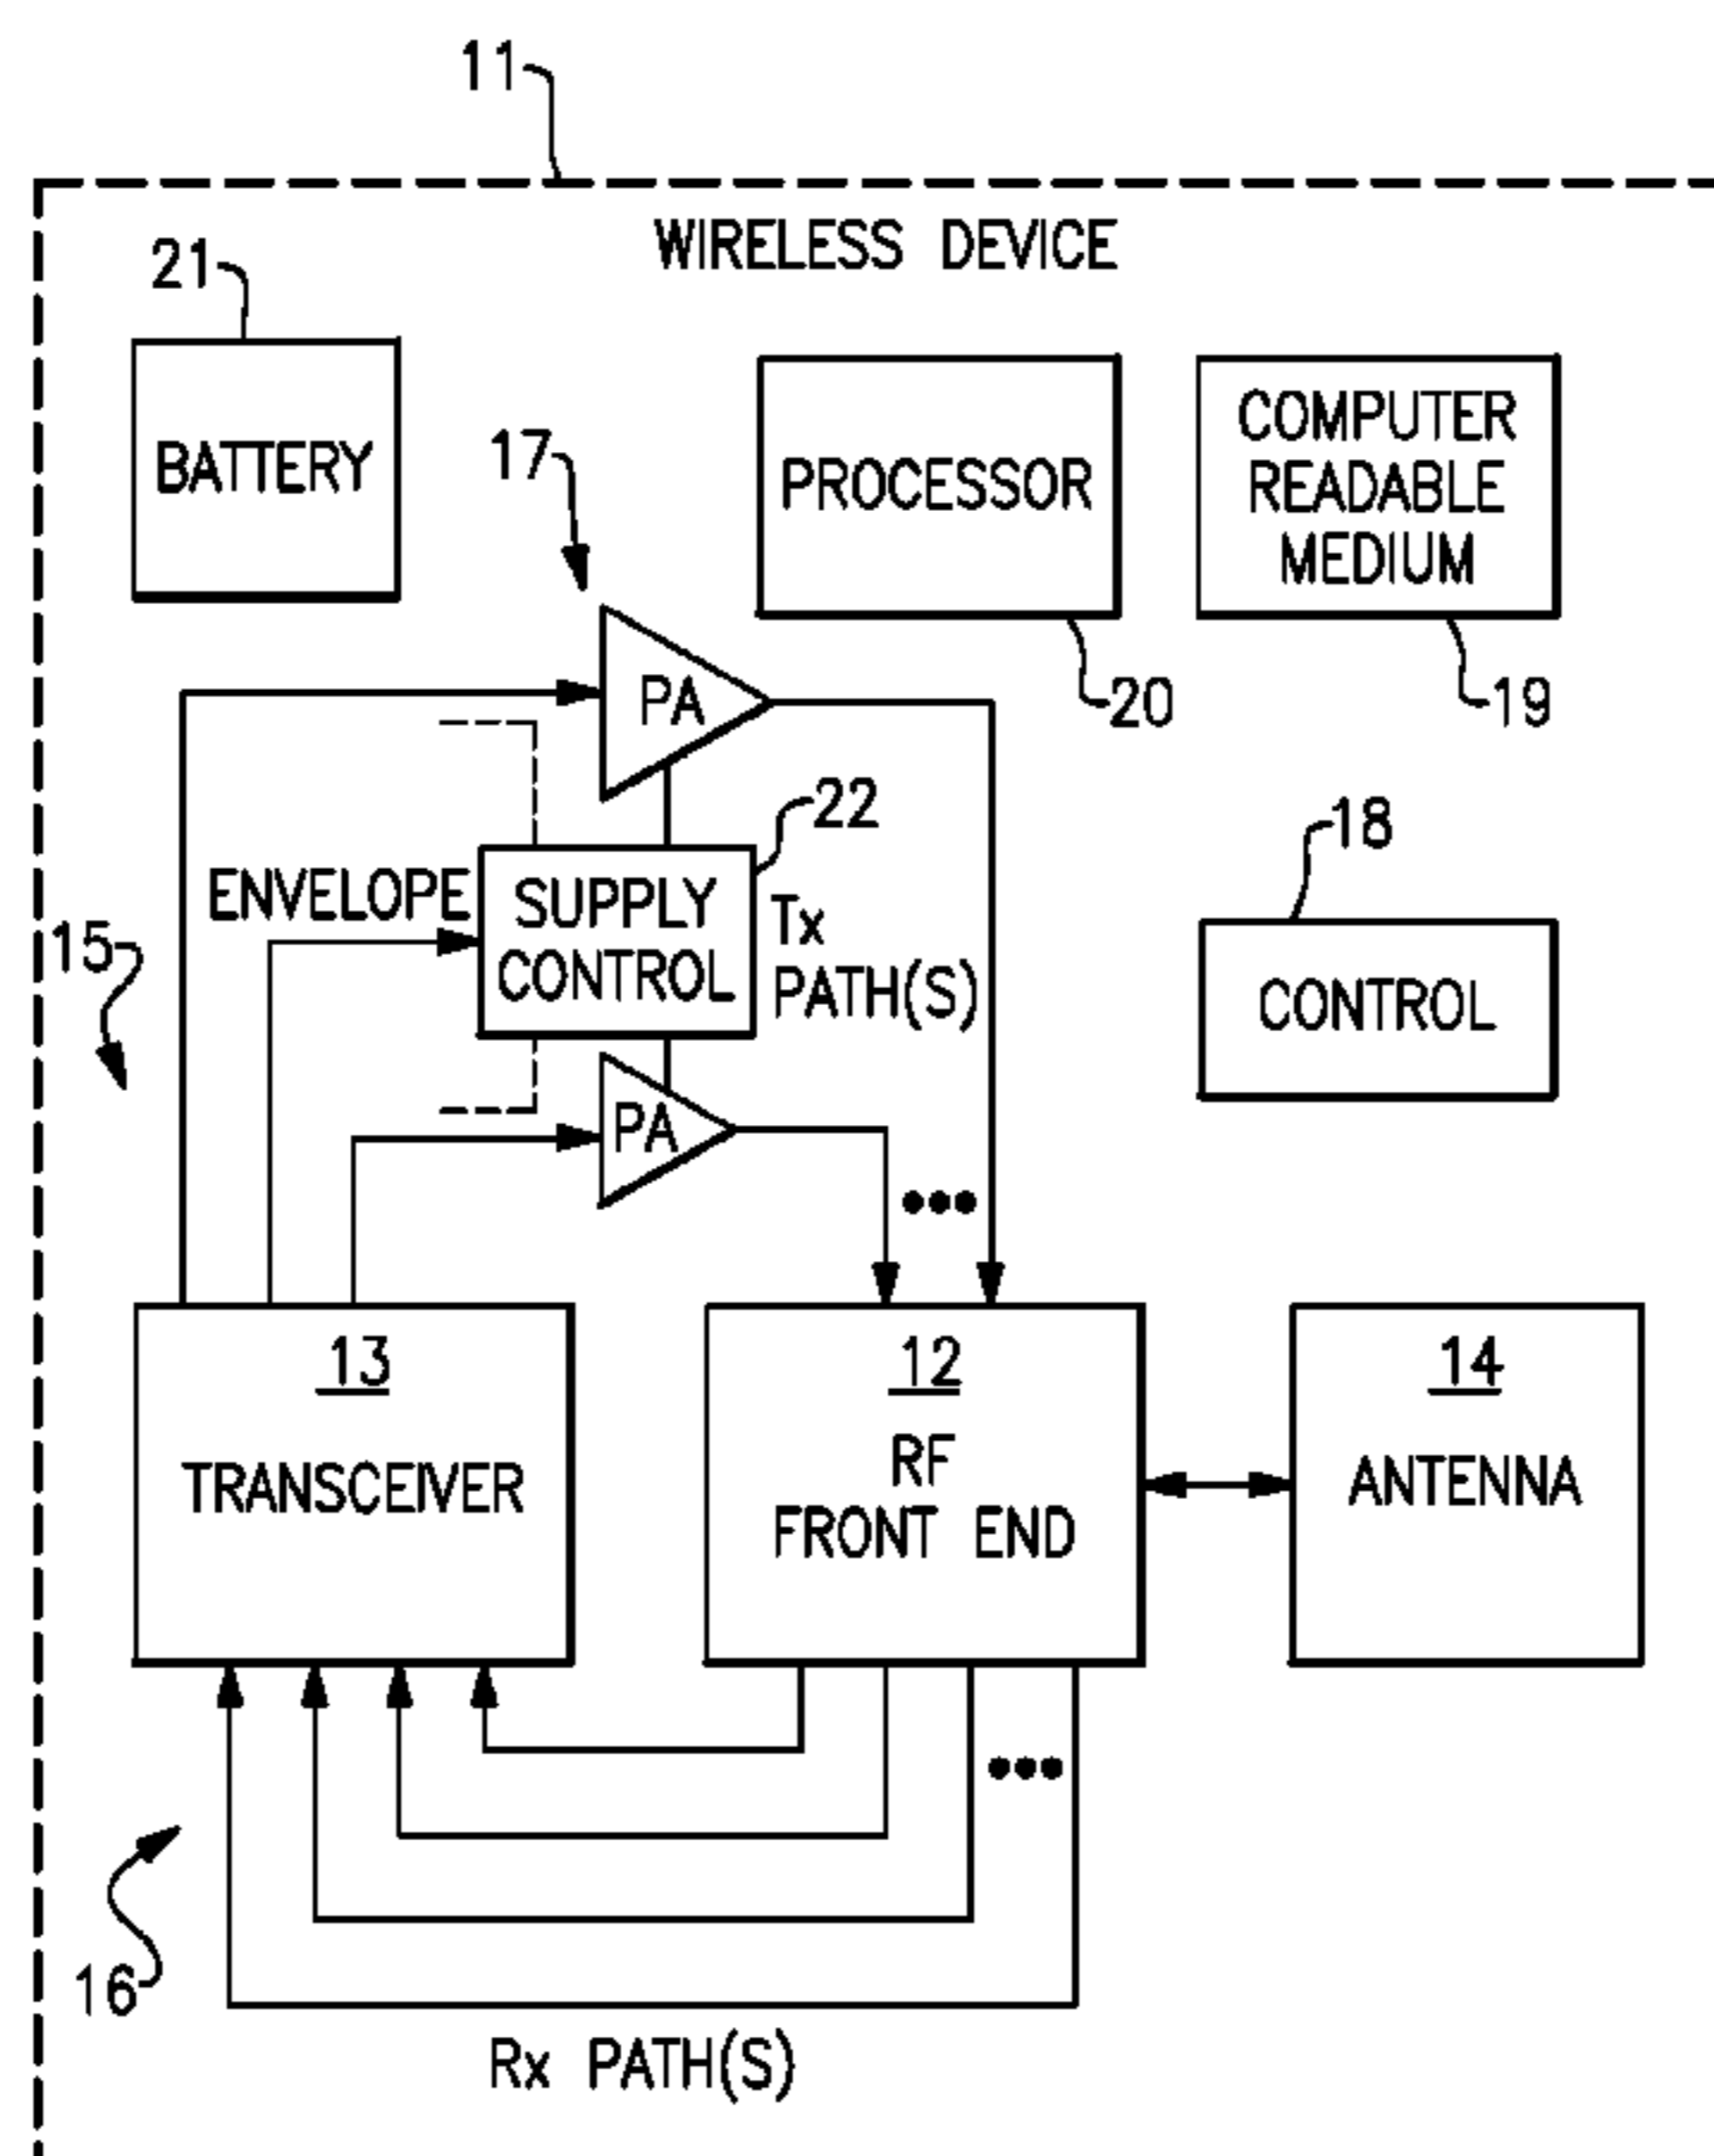 11
WIRELESS DEVICE
21
BATTERY
17
PROCESSOR
COMPUTER
READABLE
MEDIUM
20
19
PA
22
18
ENVELOPE
SUPPLY
CONTROL
Tx
PATH(S)
15
CONTROL
PA
13
TRANSCEIVER
12
RF
FRONT END
14
ANTENNA
16
Rx PATH(S)